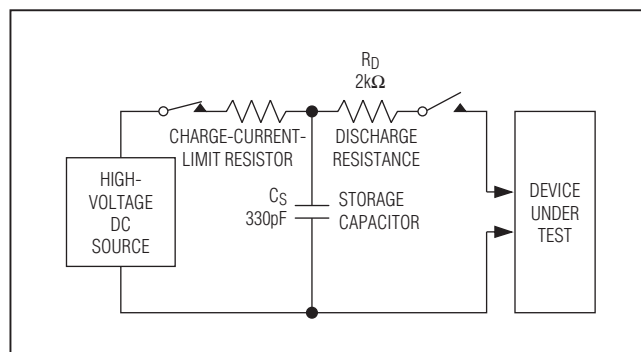 R_D
2kΩ
CHARGE-CURRENT-
LIMIT RESISTOR
DISCHARGE
RESISTANCE
HIGH-
VOLTAGE
DC
SOURCE
C_S
330pF
STORAGE
CAPACITOR
DEVICE
UNDER
TEST